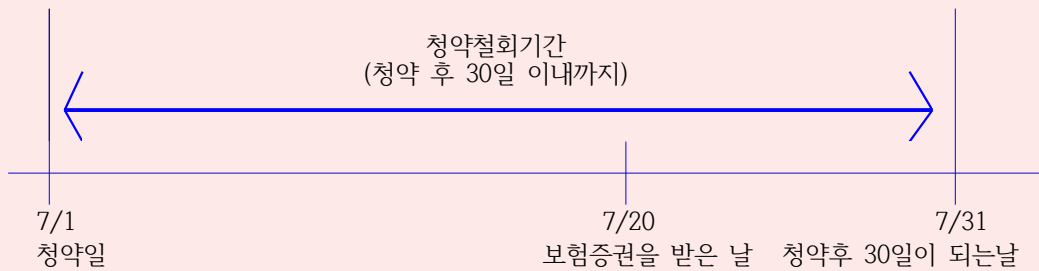 청약철회기간
(청약 후 30일 이내까지)
7/1
청약일
7/20
보험증권을 받은 날
7/31
청약후 30일이 되는날